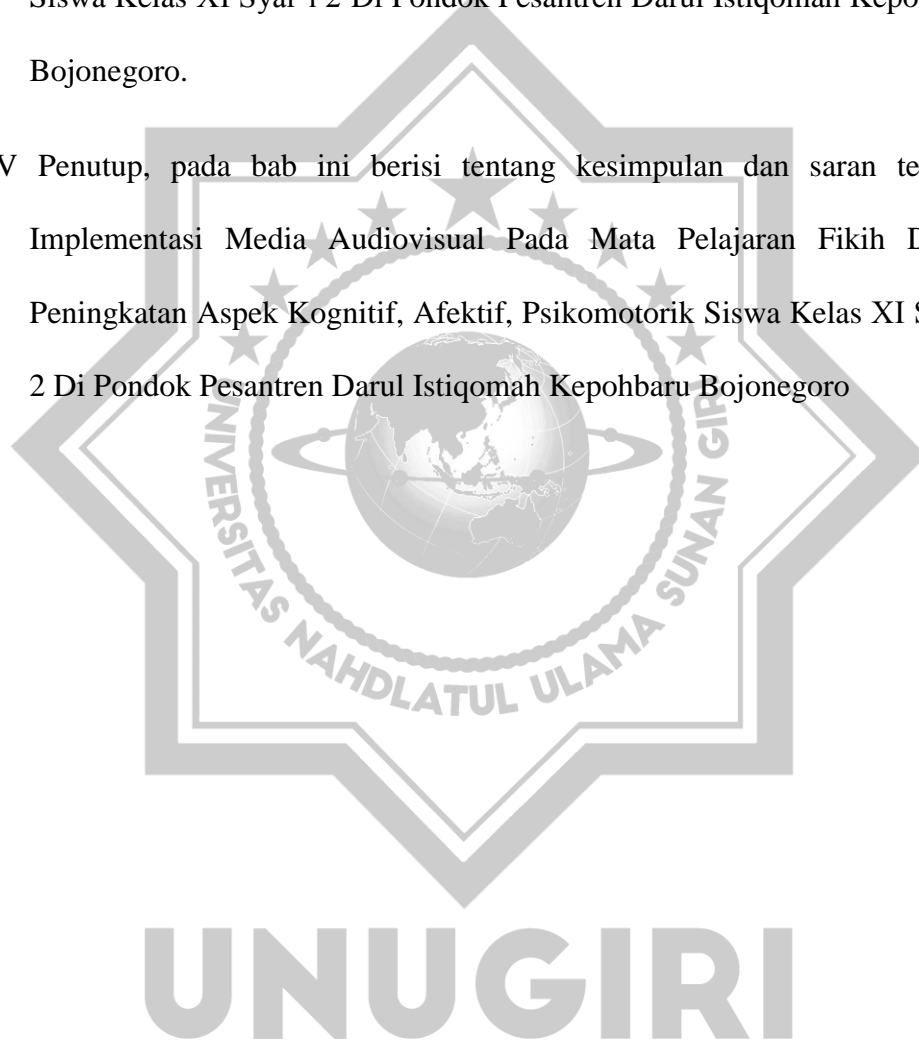 Siswa Kelas XI Syar'i 2 Di Pondok Pesantren Darul Istiqomah
Bojonegoro.
V Penutup, pada bab ini berisi tentang kesimpulan dan saran
Implementasi Media Audiovisual Pada Mata Pelajaran Fikih
Peningkatan Aspek Kognitif, Afektif, Psikomotorik Siswa Kelas XI
2 Di Pondok Pesantren Darul Istiqomah Kepohbaru Bojonegoro
UNIVERSITAS NAHDLATUL ULAMA SUNAN GIRI
UNUGIRI